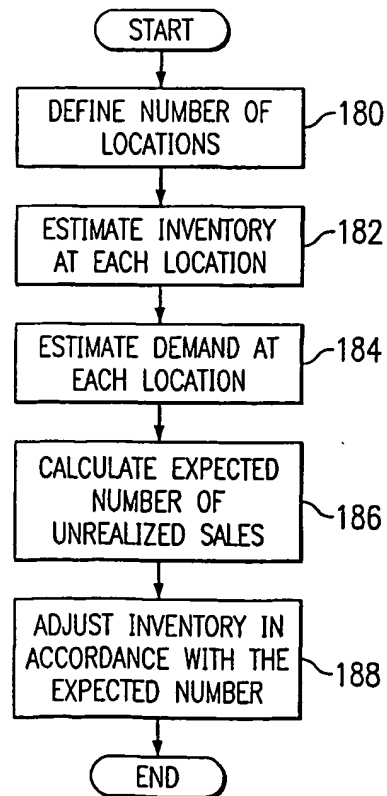 START
DEFINE NUMBER OF
LOCATIONS
180
ESTIMATE INVENTORY
AT EACH LOCATION
182
ESTIMATE DEMAND AT
EACH LOCATION
184
CALCULATE EXPECTED
NUMBER OF
UNREALIZED SALES
186
ADJUST INVENTORY IN
ACCORDANCE WITH THE
EXPECTED NUMBER
188
END